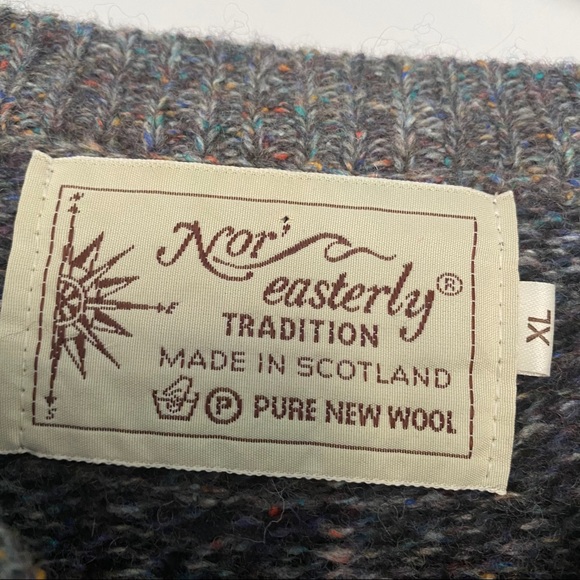 Nor'
easterly®
TRADITION
MADE IN SCOTLAND
P PURE NEW WOOL
XL
N
E
S